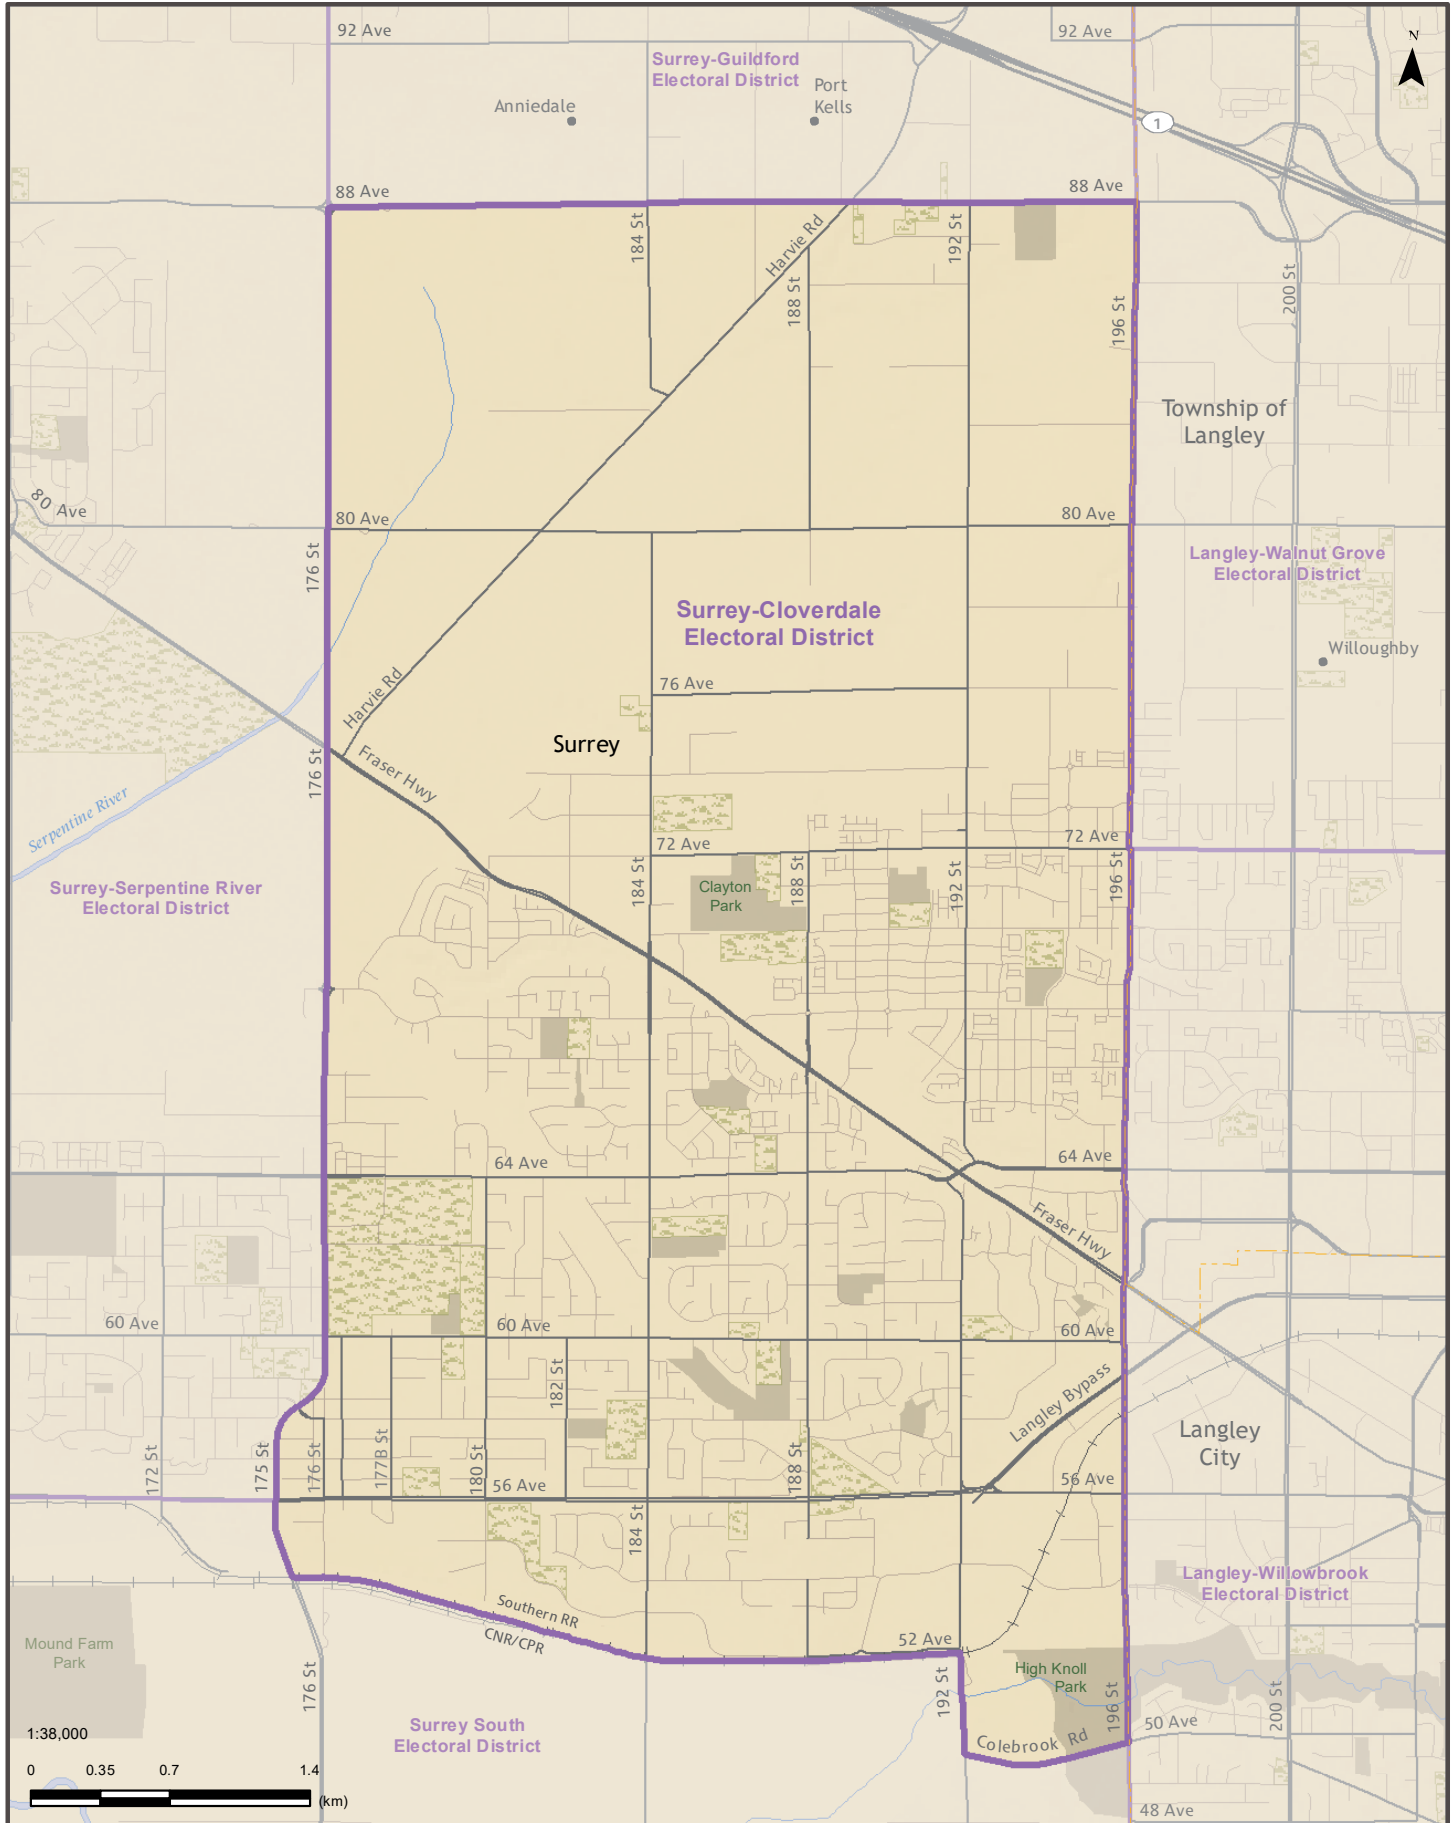 92 Ave
92 Ave
N
Surrey-Guildford
Electoral District
Port
Kells
Anniedale
1
88 Ave
88 Ave
184 St
Harvie Rd
192 St
188 St
196 St
200 St
Township of
Langley
80 Ave
80 Ave
80 Ave
176 St
Langley-Walnut Grove
Electoral District
Surrey-Cloverdale
Electoral District
Willoughby
76 Ave
Harvie Rd
Surrey
176 St
Fraser Hwy
Serpentine River
72 Ave
72 Ave
184 St
188 St
192 St
196 St
Clayton
Park
Surrey-Serpentine River
Electoral District
64 Ave
64 Ave
Fraser Hwy
60 Ave
60 Ave
60 Ave
182 St
Langley Bypass
Langley
City
172 St
175 St
176 St
177B St
180 St
188 St
56 Ave
56 Ave
184 St
Langley-Willowbrook
Electoral District
Southern RR
CNR/CPR
52 Ave
Mound Farm
Park
176 St
192 St
High Knoll
Park
196 St
200 St
50 Ave
Surrey South
Electoral District
Colebrook Rd
1:38,000
0 0.35 0.7 1.4
(km)
48 Ave